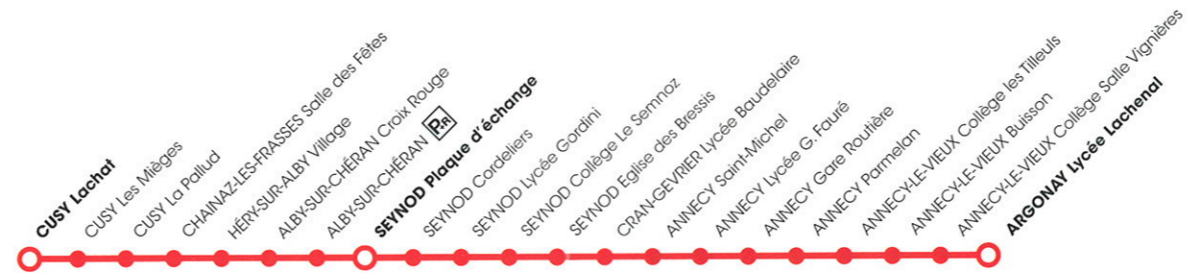 CUSY Lachat
CUSY Les Mièges
CUSY La Pallud
CHAINAZ-LES-FRASSES Salle des Fêtes
HÉRY-SUR-ALBY Village
ALBY-SUR-CHÉRAN Croix Rouge
ALBY-SUR-CHÉRAN P+R
SEYNOD Plaque d'échange
SEYNOD Cordeliers
SEYNOD Lycée Gordini
SEYNOD Collège Le Semnoz
SEYNOD Eglise des Bressis
CRAN-GEVRIER Lycée Baudelaire
ANNECY Saint-Michel
ANNECY Lycée G. Fauré
ANNECY Gare Routière
ANNECY Parmelan
ANNECY-LE-VIEUX Collège les Tilleuls
ANNECY-LE-VIEUX Buisson
ANNECY-LE-VIEUX Collège Salle Vignières
ARGONAY Lycée Lachenal